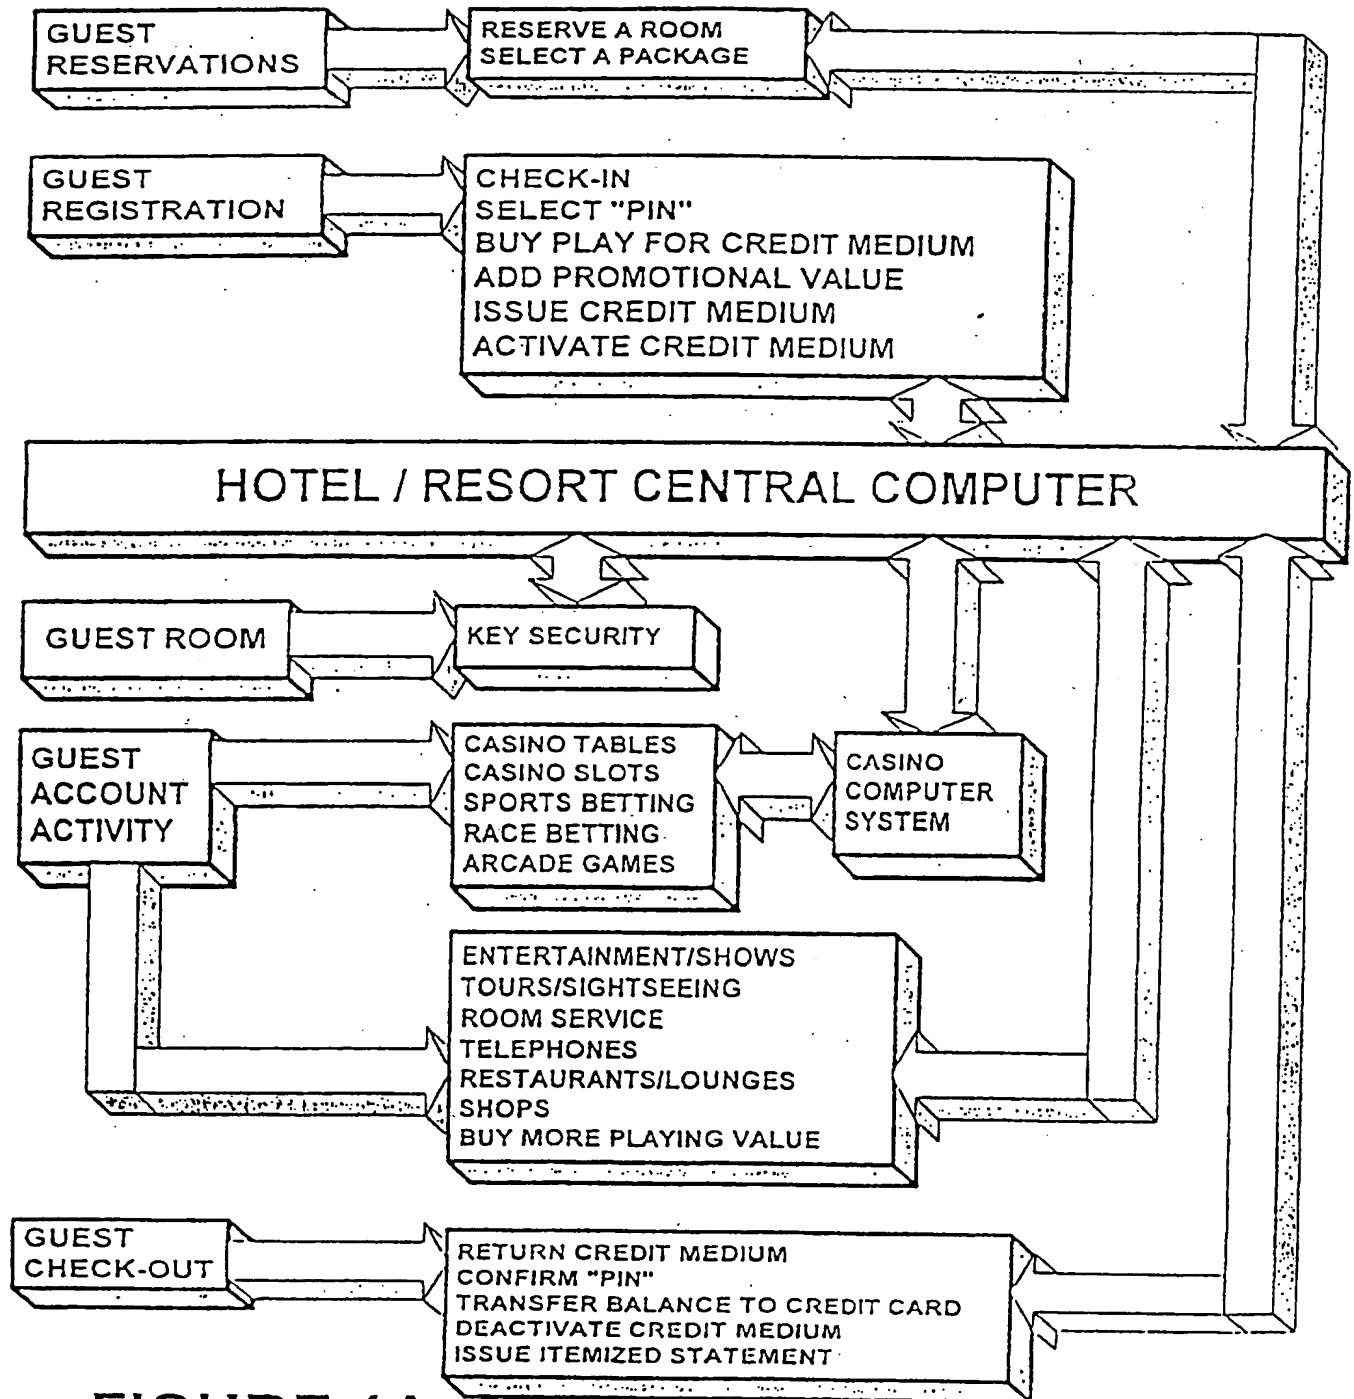 GUEST
RESERVATIONS
RESERVE A ROOM
SELECT A PACKAGE
GUEST
REGISTRATION
CHECK-IN
SELECT "PIN"
BUY PLAY FOR CREDIT MEDIUM
ADD PROMOTIONAL VALUE
ISSUE CREDIT MEDIUM
ACTIVATE CREDIT MEDIUM
HOTEL / RESORT CENTRAL COMPUTER
GUEST ROOM
KEY SECURITY
GUEST
ACCOUNT
ACTIVITY
CASINO TABLES
CASINO SLOTS
SPORTS BETTING
RACE BETTING
ARCADE GAMES
CASINO
COMPUTER
SYSTEM
ENTERTAINMENT/SHOWS
TOURS/SIGHTSEEING
ROOM SERVICE
TELEPHONES
RESTAURANTS/LOUNGES
SHOPS
BUY MORE PLAYING VALUE
GUEST
CHECK-OUT
RETURN CREDIT MEDIUM
CONFIRM "PIN"
TRANSFER BALANCE TO CREDIT CARD
DEACTIVATE CREDIT MEDIUM
ISSUE ITEMIZED STATEMENT